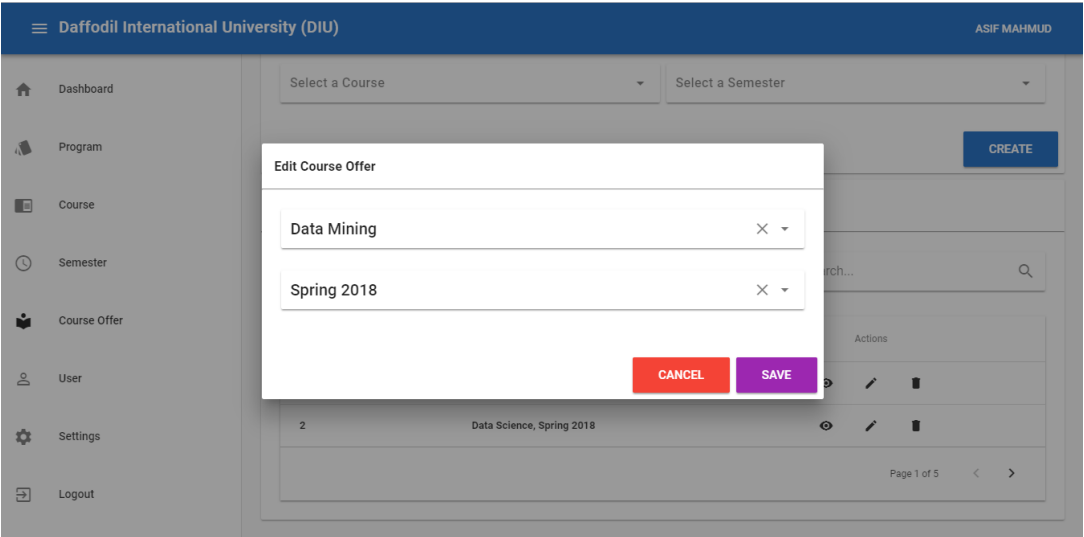 Daffodil International University (DIU)
ASIF MAHMUD
Dashboard
Program
Course
Semester
Course Offer
User
Settings
Logout
Select a Course
Select a Semester
CREATE
Edit Course Offer
Data Mining
Spring 2018
CANCEL
SAVE
Actions
2 Data Science, Spring 2018
Page 1 of 5